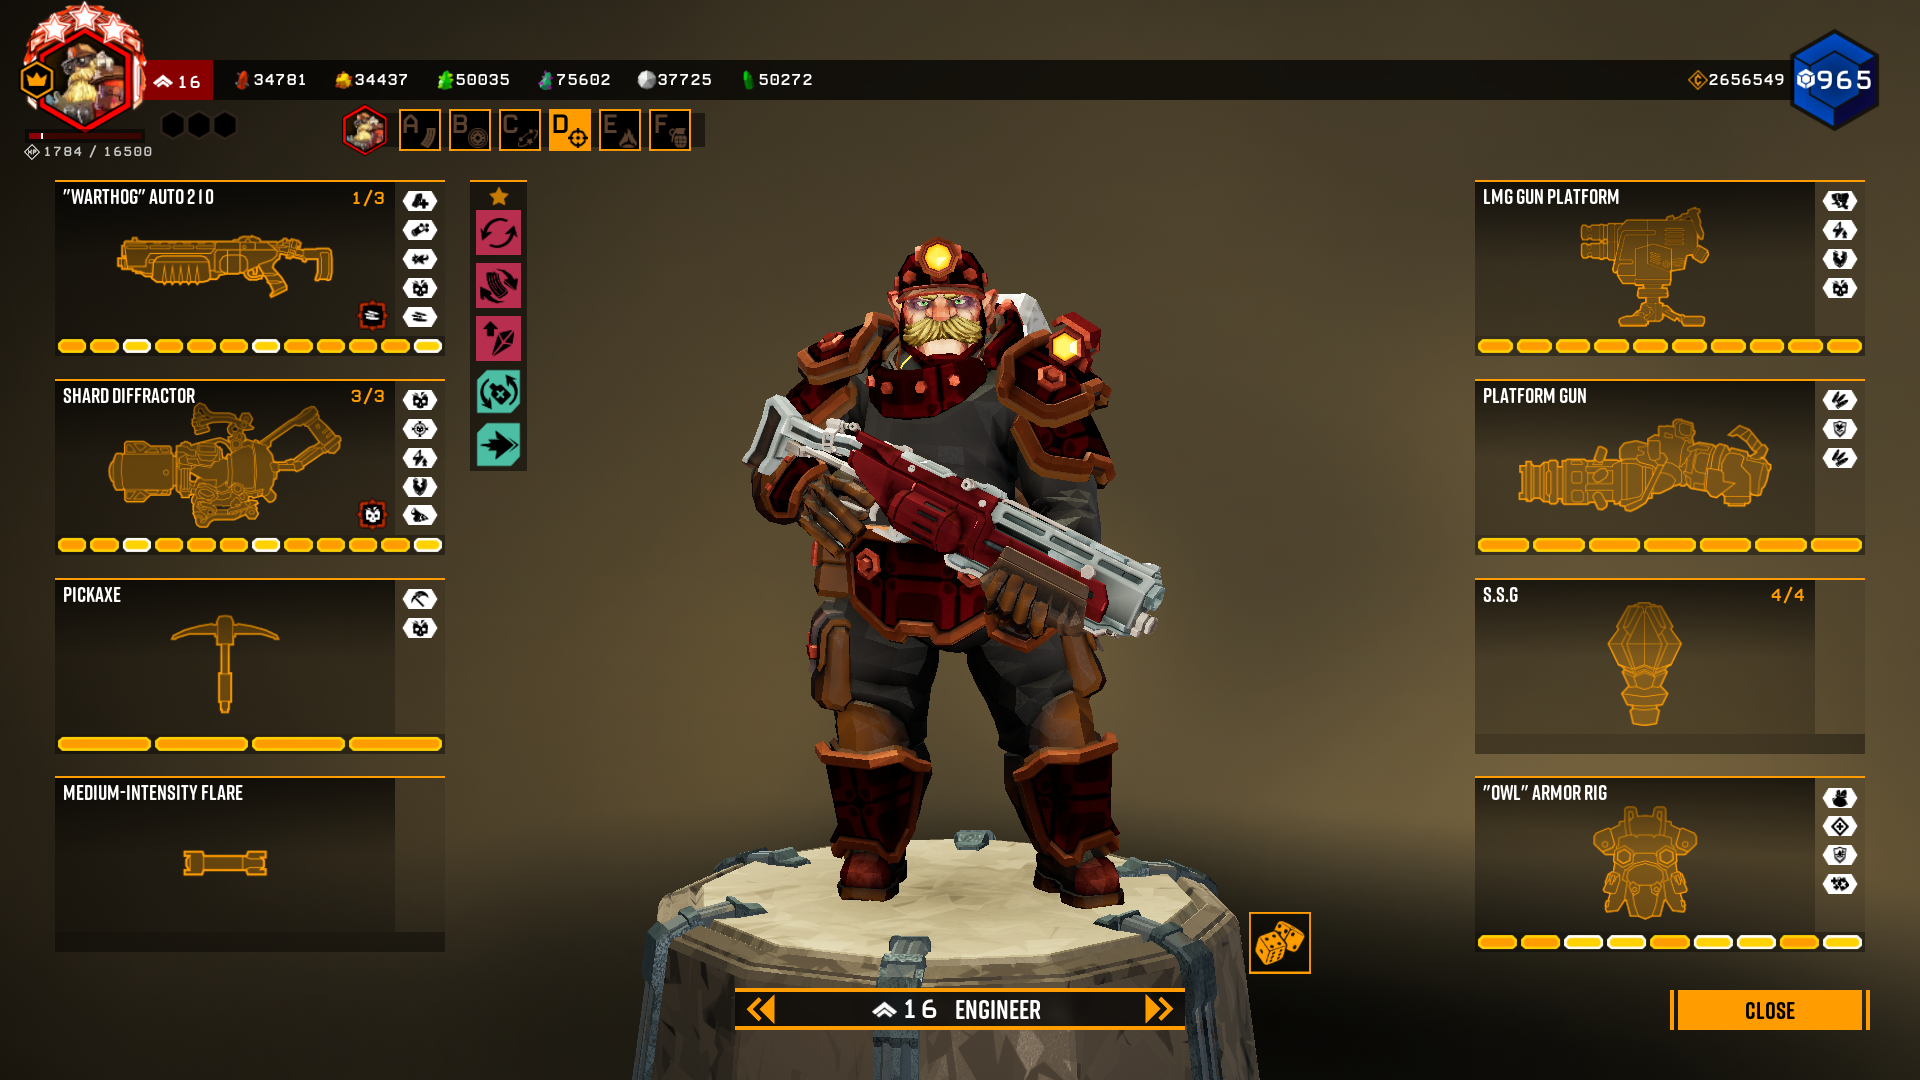 16
34781
34437
50035
75602
37725
50272
2656549
965
1784 / 16500
A
B
C
D
E
F
"WARTHOG" AUTO 210
1/3
SHARD DIFFRACTOR
3/3
PICKAXE
MEDIUM-INTENSITY FLARE
LMG GUN PLATFORM
PLATFORM GUN
S.S.G
4/4
"OWL" ARMOR RIG
16 ENGINEER
CLOSE